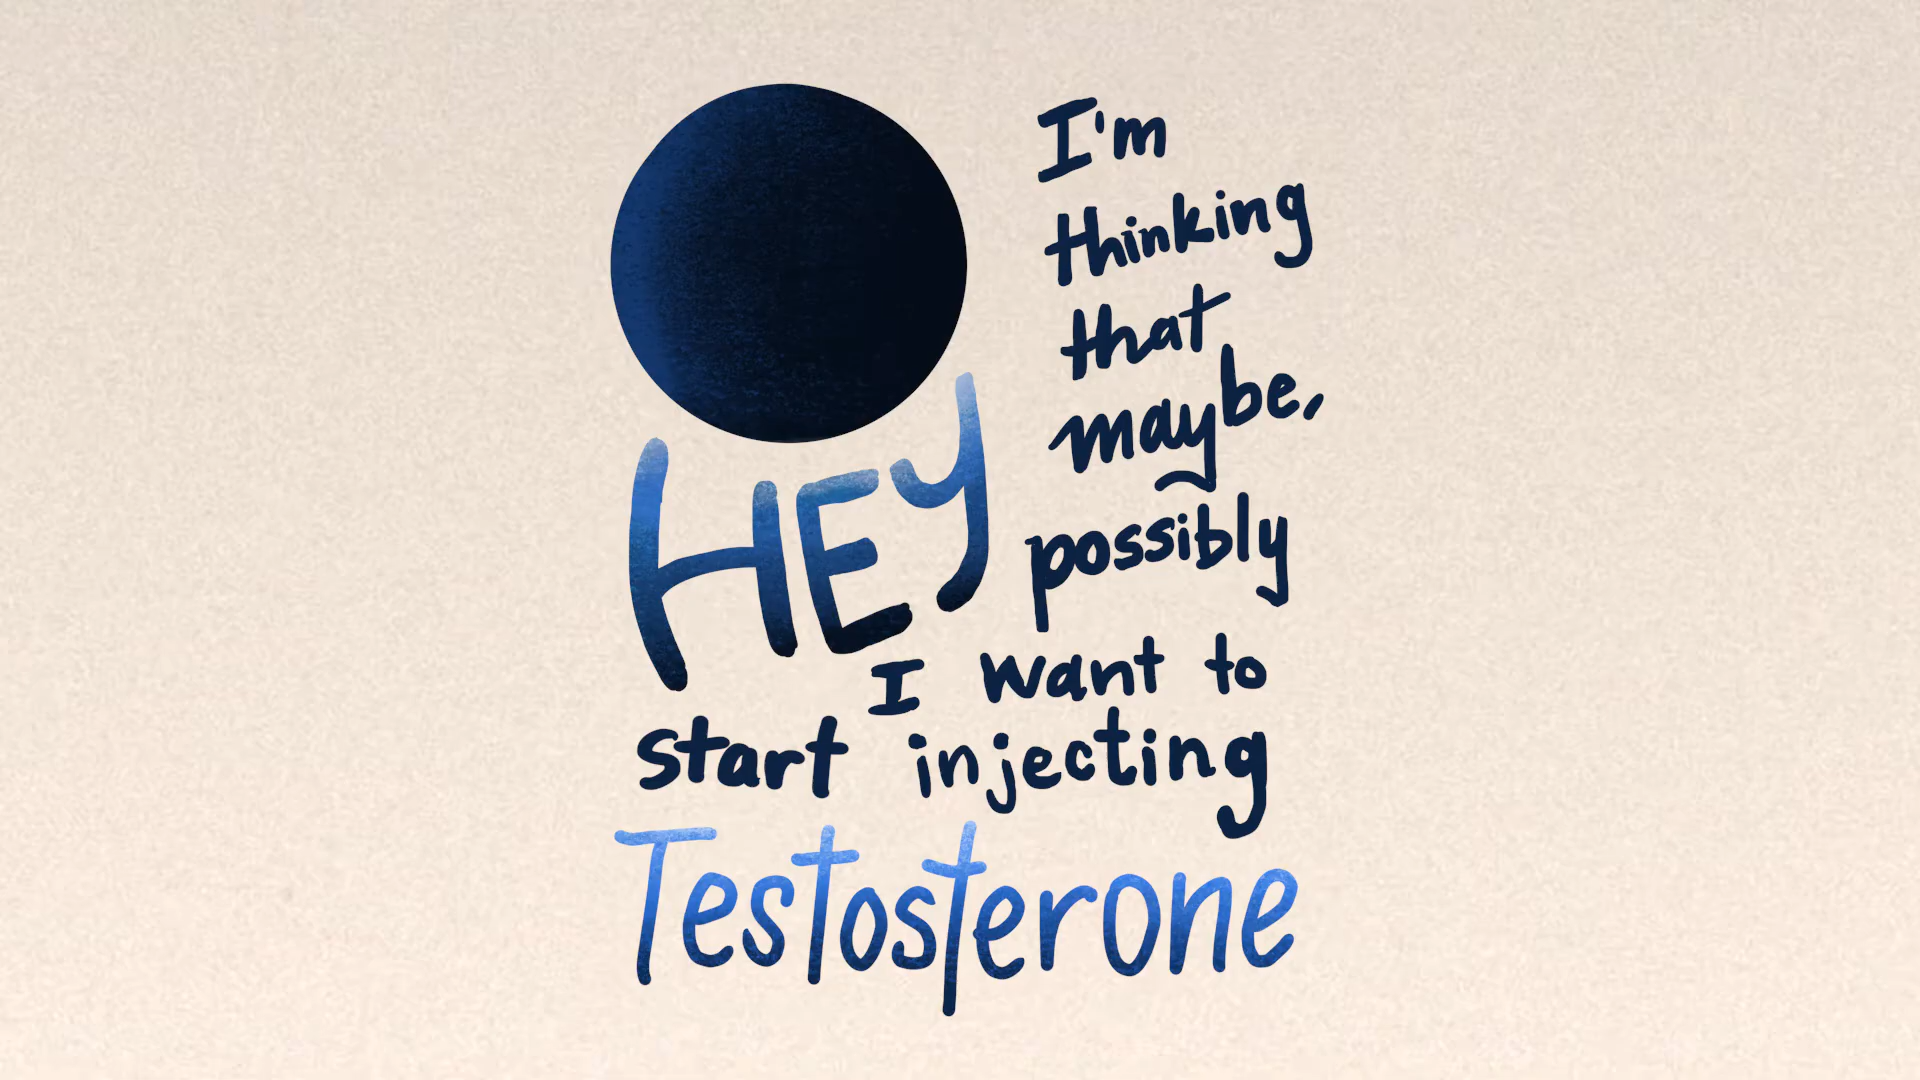 HEY
I'm
thinking
that
maybe,
possibly
I want to
start injecting
Testosterone